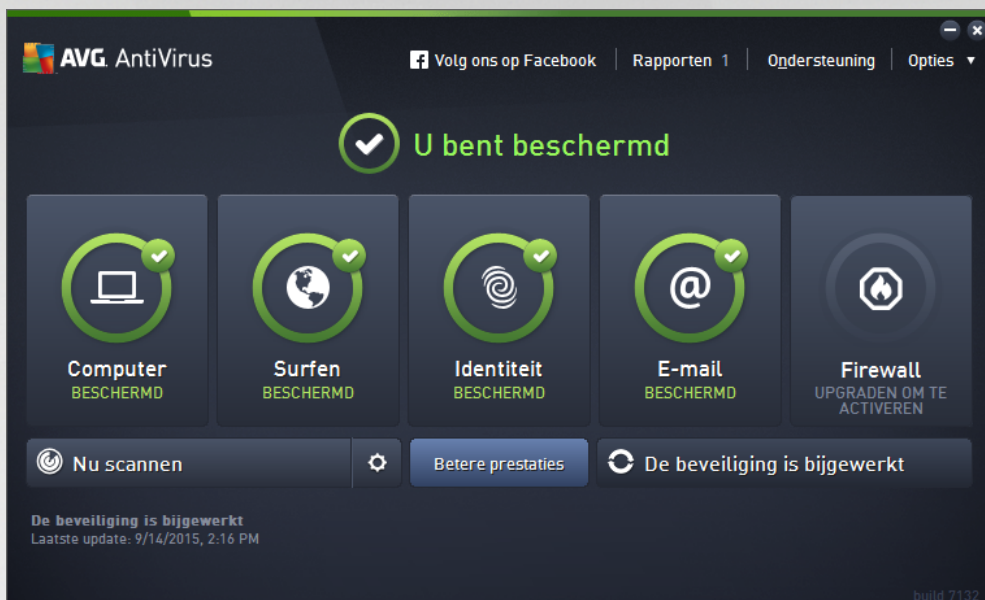 AVG. AntiVirus
Volg ons op Facebook
Rapporten 1
Ondersteuning
Opties
U bent beschermd
Computer
BESCHERMD
Surfen
BESCHERMD
Identiteit
BESCHERMD
E-mail
BESCHERMD
Firewall
UPGRADEN OM TE
ACTIVEREN
Nu scannen
Betere prestaties
De beveiliging is bijgewerkt
De beveiliging is bijgewerkt
Laatste update: 9/14/2015, 2:16 PM
build 7132